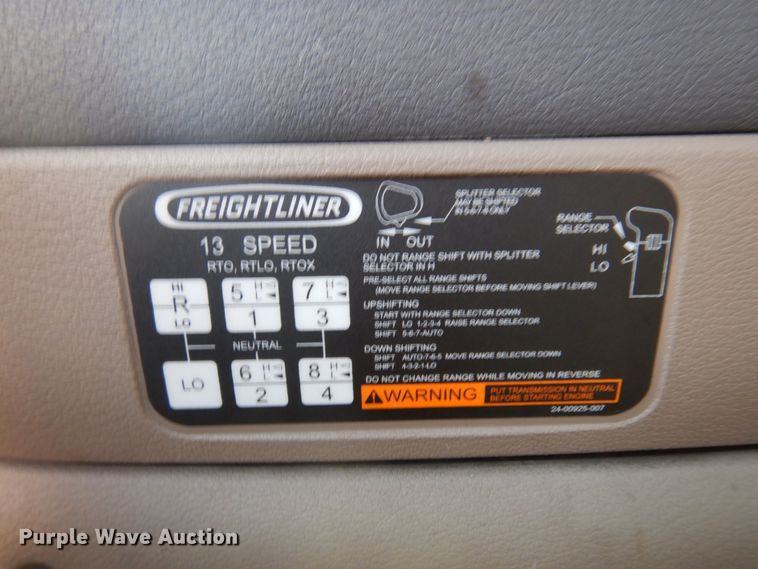 FREIGHTLINER
13 SPEED
RTO, RTLO, RTOX
HI
R
LO
5 H L
1
7 H L
3
NEUTRAL
LO
6 H L
2
8 H L
4
SPLITTER SELECTOR
MAY BE SHIFTED
IN 5-6-7-8 ONLY
IN OUT
RANGE
SELECTOR
HI
LO
DO NOT RANGE SHIFT WITH SPLITTER
SELECTOR IN H
PRE-SELECT ALL RANGE SHIFTS
(MOVE RANGE SELECTOR BEFORE MOVING SHIFT LEVER)
UPSHIFTING
START WITH RANGE SELECTOR DOWN
SHIFT LO 1-2-3-4 RAISE RANGE SELECTOR
SHIFT 5-6-7-AUTO
DOWN SHIFTING
SHIFT AUTO-7-6-5 MOVE RANGE SELECTOR DOWN
SHIFT 4-3-2-1-LO
DO NOT CHANGE RANGE WHILE MOVING IN REVERSE
WARNING
PUT TRANSMISSION IN NEUTRAL
BEFORE STARTING ENGINE
24-00925-007
Purple Wave Auction